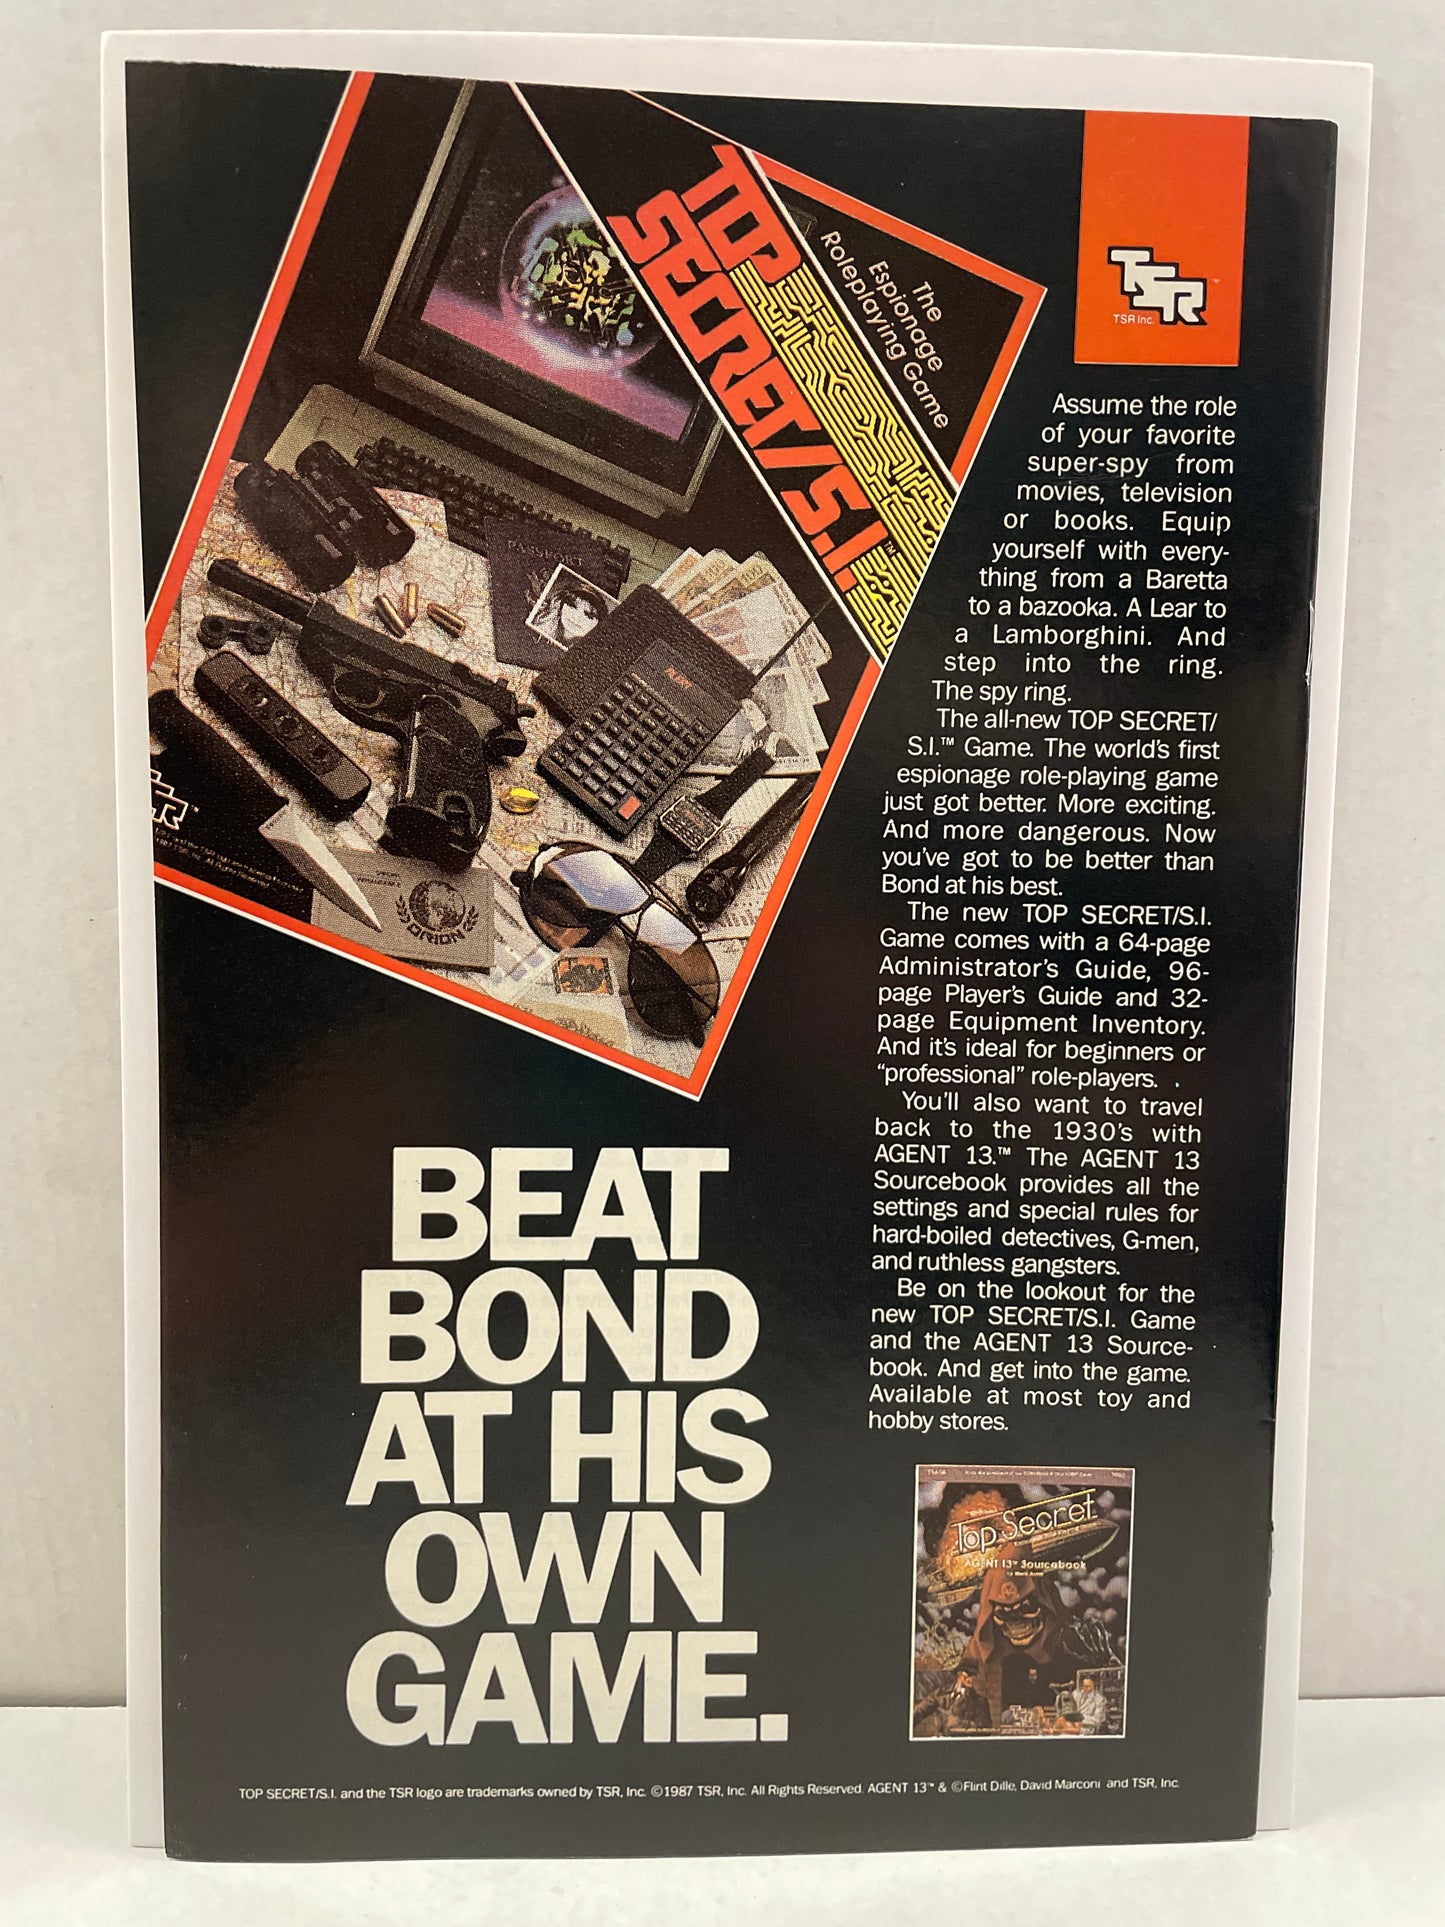 TOP
SECRET/S.I.™
The
Espionage
Roleplaying Game
TSR
TSR Inc.
PASSPORT
ORION
Assume the role
of your favorite
super-spy from
movies, television
or books. Equip
yourself with every-
thing from a Baretta
to a bazooka. A Lear to
a Lamborghini. And
step into the ring.
The spy ring.
The all-new TOP SECRET/
S.I.™ Game. The world's first
espionage role-playing game
just got better. More exciting.
And more dangerous. Now
you've got to be better than
Bond at his best.
The new TOP SECRET/S.I.
Game comes with a 64-page
Administrator's Guide, 96-
page Player's Guide and 32-
page Equipment Inventory.
And it's ideal for beginners or
"professional" role-players.
You'll also want to travel
back to the 1930's with
AGENT 13.™ The AGENT 13
Sourcebook provides all the
settings and special rules for
hard-boiled detectives, G-men,
and ruthless gangsters.
Be on the lookout for the
new TOP SECRET/S.I. Game
and the AGENT 13 Source-
book. And get into the game.
Available at most toy and
hobby stores.
BEAT
BOND
AT HIS
OWN
GAME.
Top Secret
AGENT 13™ Sourcebook
TSR
TOP SECRET/S.I. and the TSR logo are trademarks owned by TSR, Inc. ©1987 TSR, Inc. All Rights Reserved. AGENT 13™ & ©Flint Dille, David Marconi and TSR, Inc.